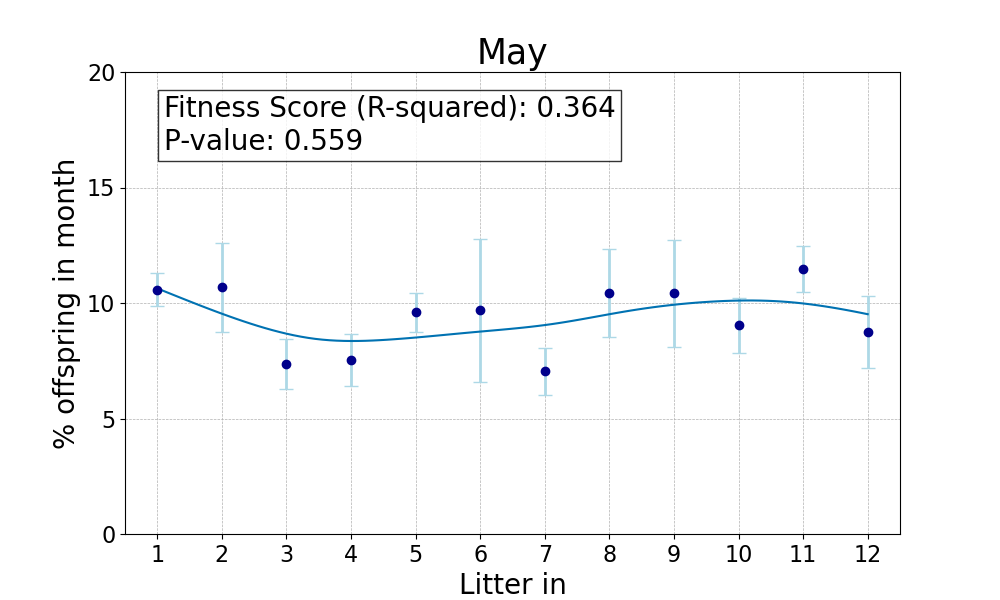 May
Fitness Score (R-squared): 0.364
P-value: 0.559
% offspring in month
20
15
10
5
0
1 2 3 4 5 6 7 8 9 10 11 12
Litter in